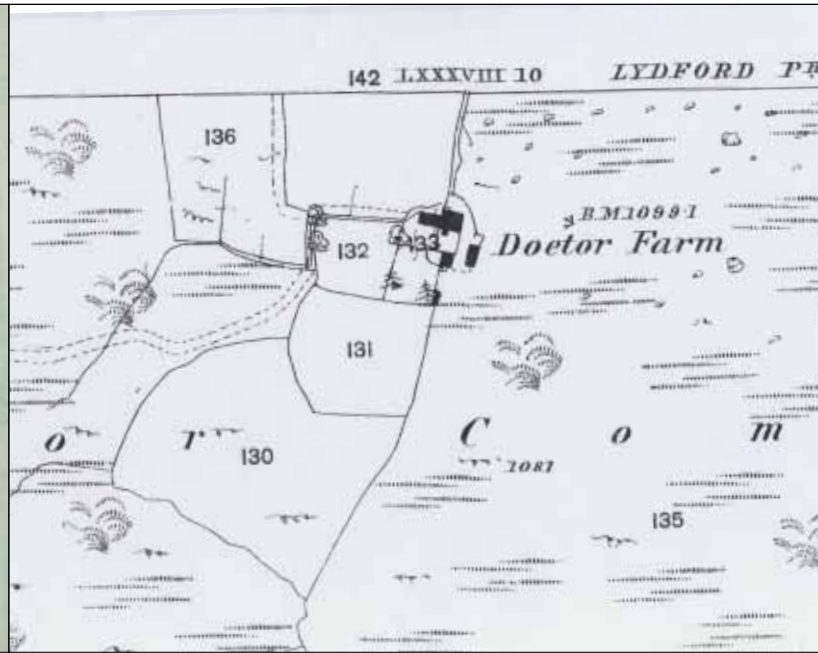 142 LXXXVIII 10 LYDFORD
136
B.M.1099·1
132 133 Doetor Farm
131
o r C o m
130 1081
135